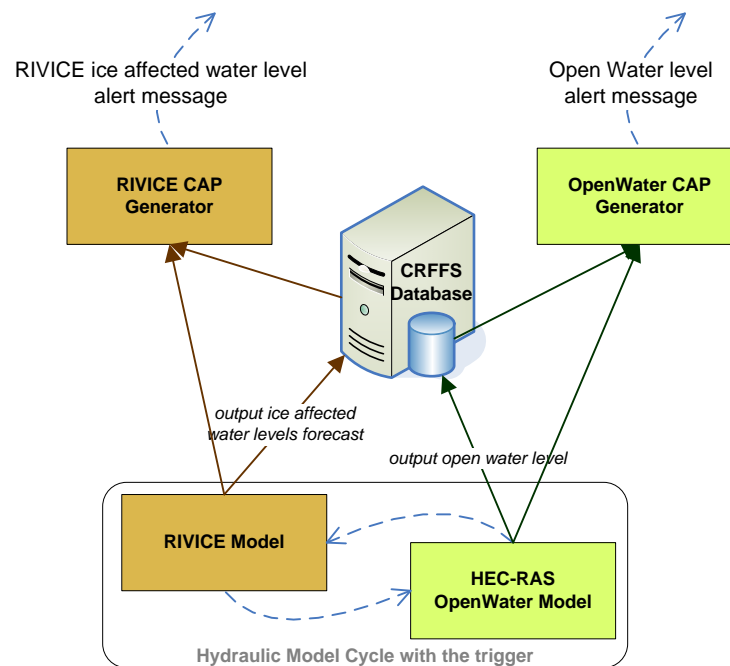 RIVICE ice affected water level
alert message
Open Water level
alert message
RIVICE CAP
Generator
OpenWater CAP
Generator
CRFFS
Database
output ice affected
water levels forecast
output open water level
RIVICE Model
HEC-RAS
OpenWater Model
Hydraulic Model Cycle with the trigger